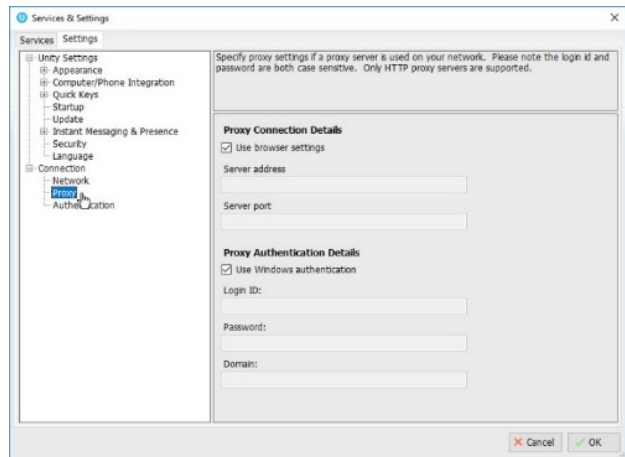 Services & Settings
Services Settings
Unity Settings
Appearance
Computer/Phone Integration
Quick Keys
Startup
Update
Instant Messaging & Presence
Security
Language
Connection
Network
Proxy
Authentication
Specify proxy settings if a proxy server is used on your network. Please note the login id and
password are both case sensitive. Only HTTP proxy servers are supported.
Proxy Connection Details
Use browser settings
Server address
Server port
Proxy Authentication Details
Use Windows authentication
Login ID:
Password:
Domain:
Cancel OK